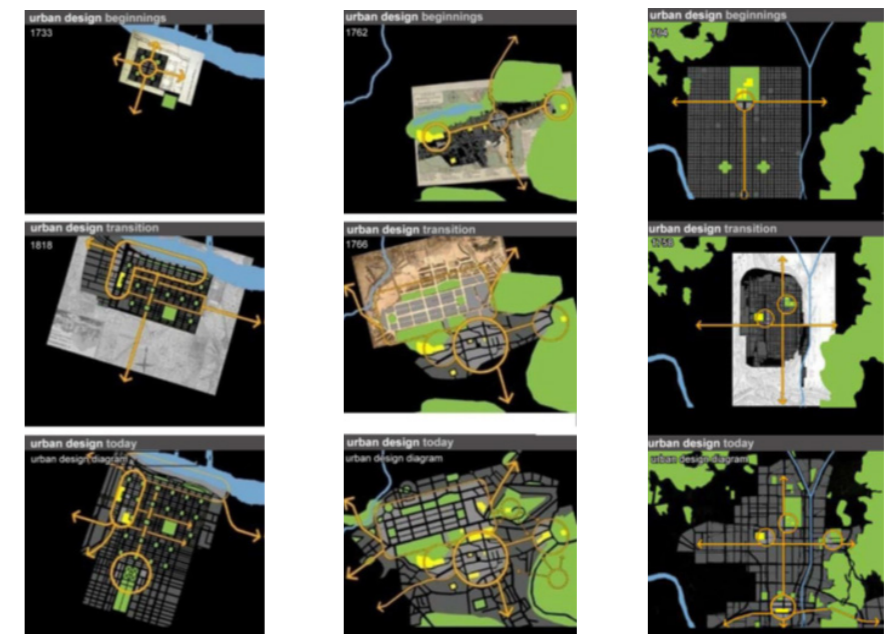 urban design beginnings
1733
urban design beginnings
1762
urban design beginnings
urban design transition
1818
urban design transition
1766
urban design transition
urban design today
urban design diagram
urban design today
urban design diagram
urban design today
urban design diagram